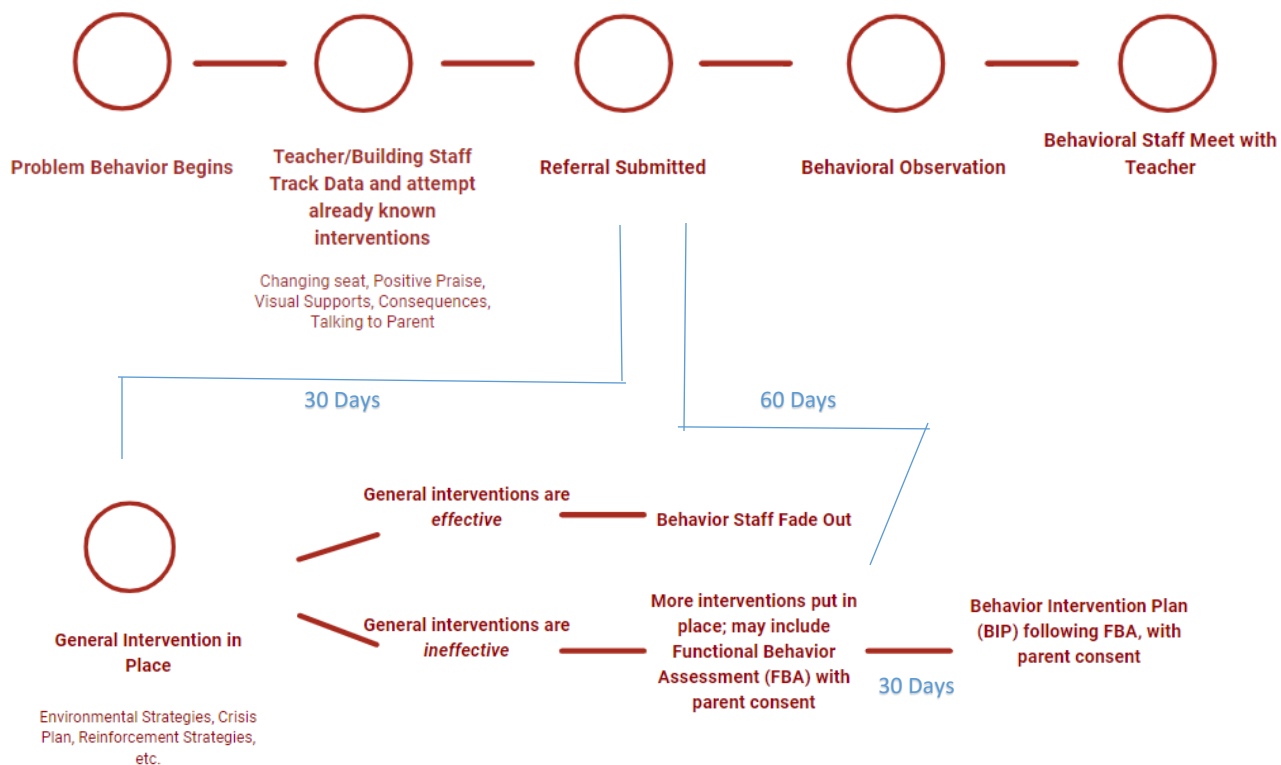 Problem Behavior Begins
Teacher/Building Staff
Track Data and attempt
already known
interventions
Changing seat, Positive Praise,
Visual Supports, Consequences,
Talking to Parent
Referral Submitted
Behavioral Observation
Behavioral Staff Meet with
Teacher
30 Days
60 Days
General Intervention in
Place
Environmental Strategies, Crisis
Plan, Reinforcement Strategies,
etc.
General interventions are
effective
Behavior Staff Fade Out
General interventions are
ineffective
More interventions put in
place; may include
Functional Behavior
Assessment (FBA) with
parent consent
30 Days
Behavior Intervention Plan
(BIP) following FBA, with
parent consent